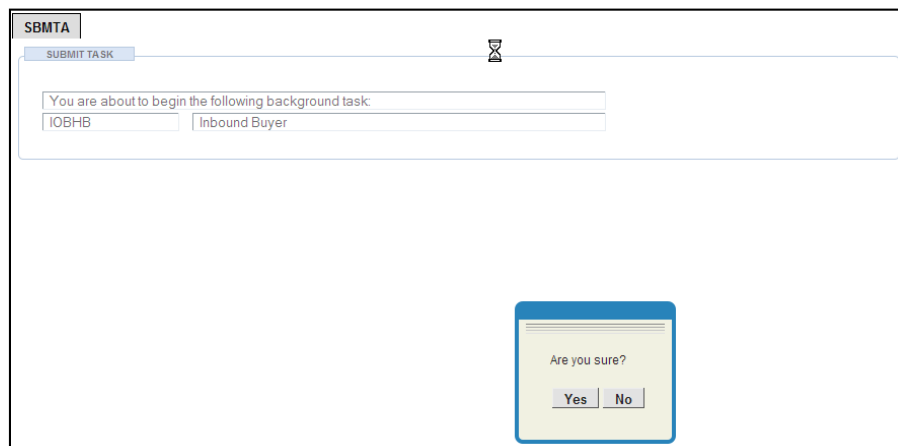 SBMTA
SUBMIT TASK
You are about to begin the following background task:
IOBHB Inbound Buyer
Are you sure?
Yes No